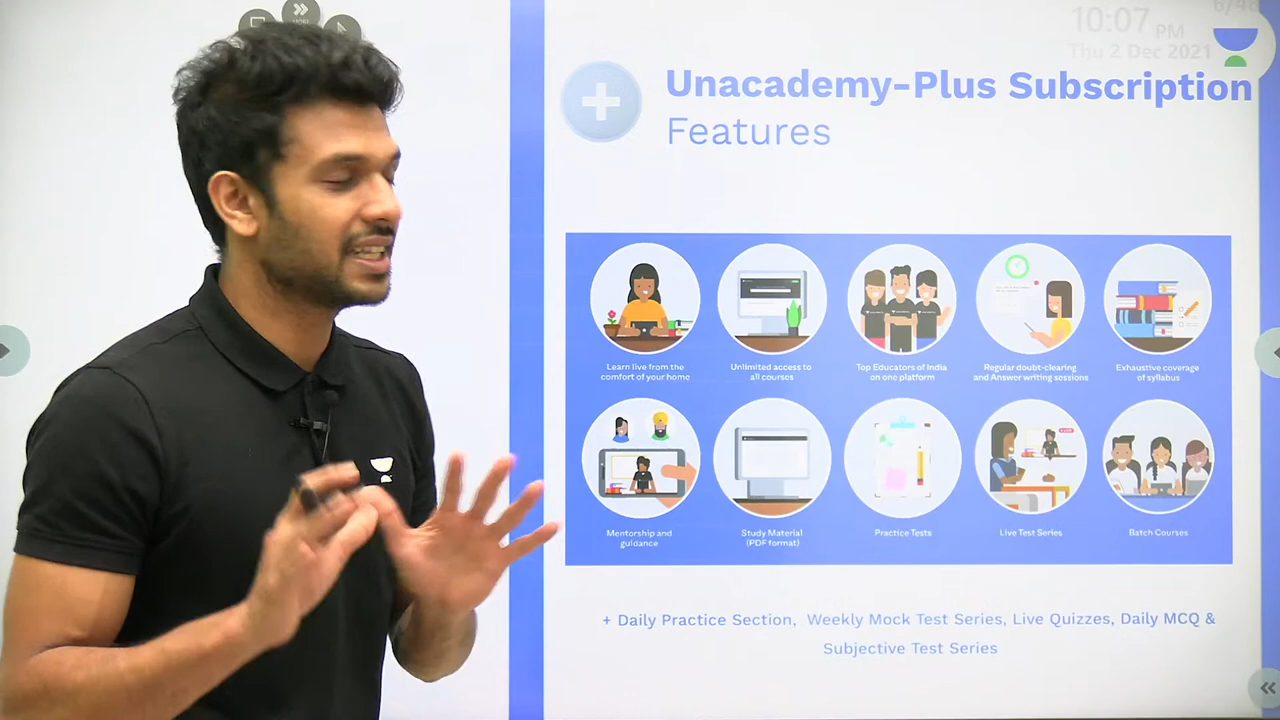 10:07 PM
Thu 2 Dec 2021
Unacademy-Plus Subscription
Features
Learn live from the
comfort of your home
Unlimited access to
all courses
Top Educators of India
on one platform
Regular doubt-clearing
and Answer writing sessions
Exhaustive coverage
of syllabus
Mentorship and
guidance
Study Material
(PDF format)
Practice Tests
Live Test Series
Batch Courses
+ Daily Practice Section, Weekly Mock Test Series, Live Quizzes, Daily MCQ &
Subjective Test Series